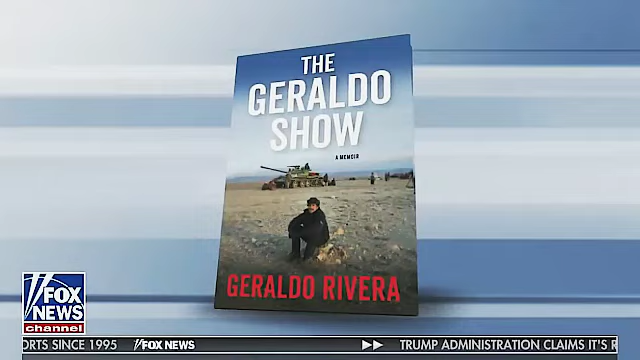 THE
GERALDO
SHOW
A MEMOIR
GERALDO RIVERA
FOX
NEWS
channel
ORTS SINCE 1995 FOX NEWS TRUMP ADMINISTRATION CLAIMS IT'S R